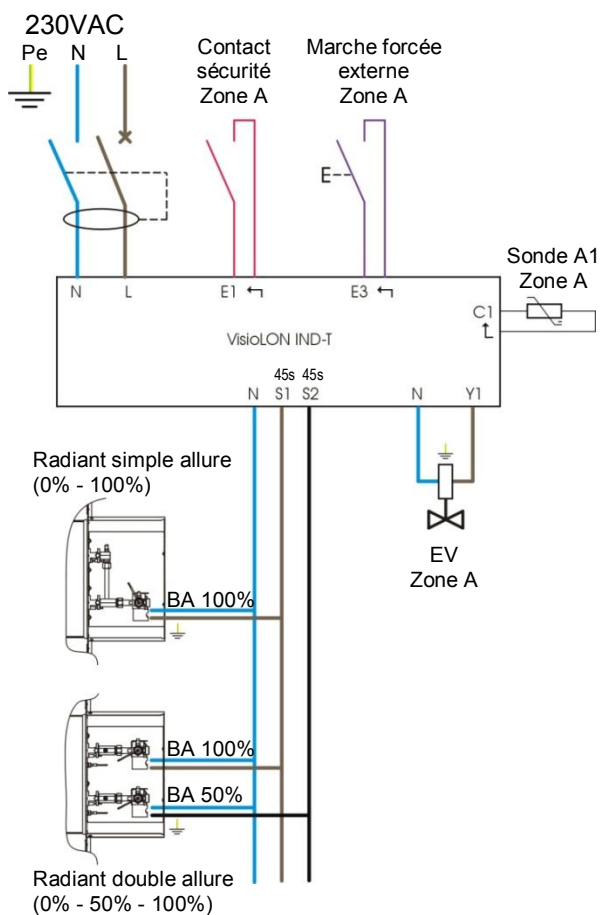 230VAC
Pe N L
Contact
sécurité
Zone A
Marche forcée
externe
Zone A
E
Sonde A1
Zone A
N L E1 E3
C1
VisioLON IND-T
45s 45s
N S1 S2 N Y1
Radiant simple allure
(0% - 100%)
BA 100%
EV
Zone A
BA 100%
BA 50%
Radiant double allure
(0% - 50% - 100%)